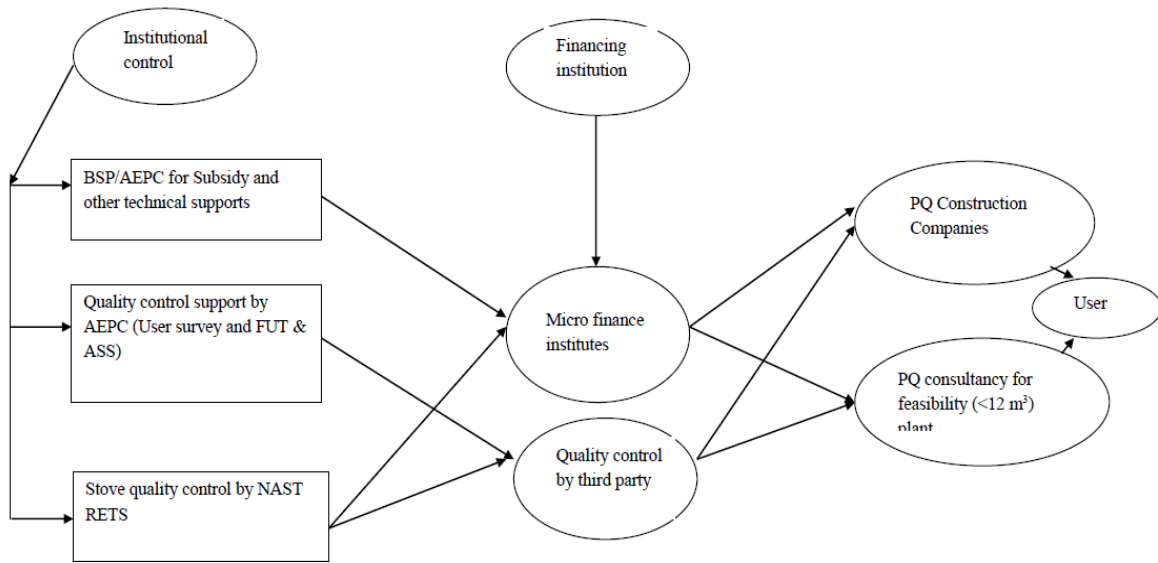 Institutional
control
Financing
institution
BSP/AEPC for Subsidy and
other technical supports
PQ Construction
Companies
Quality control support by
AEPC (User survey and FUT &
ASS)
User
Micro finance
institutes
PQ consultancy for
feasibility (<12 m³)
plant
Quality control
by third party
Stove quality control by NAST
RETS